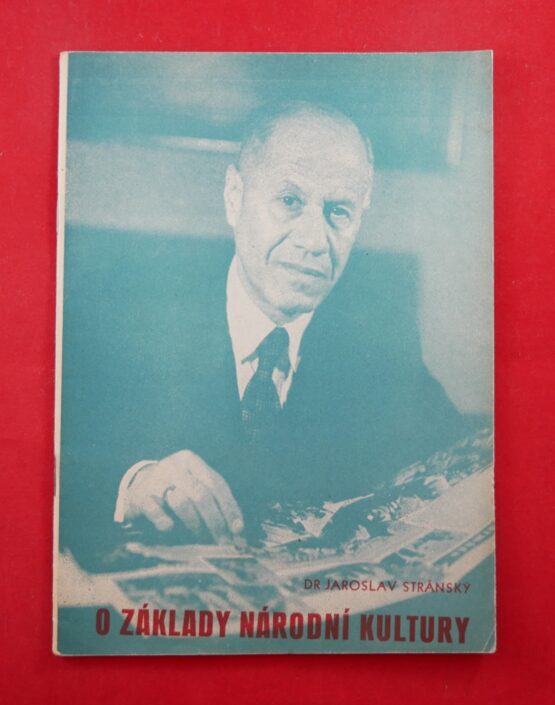 DR JAROSLAV STRÁNSKÝ
O ZÁKLADY NÁRODNÍ KULTURY